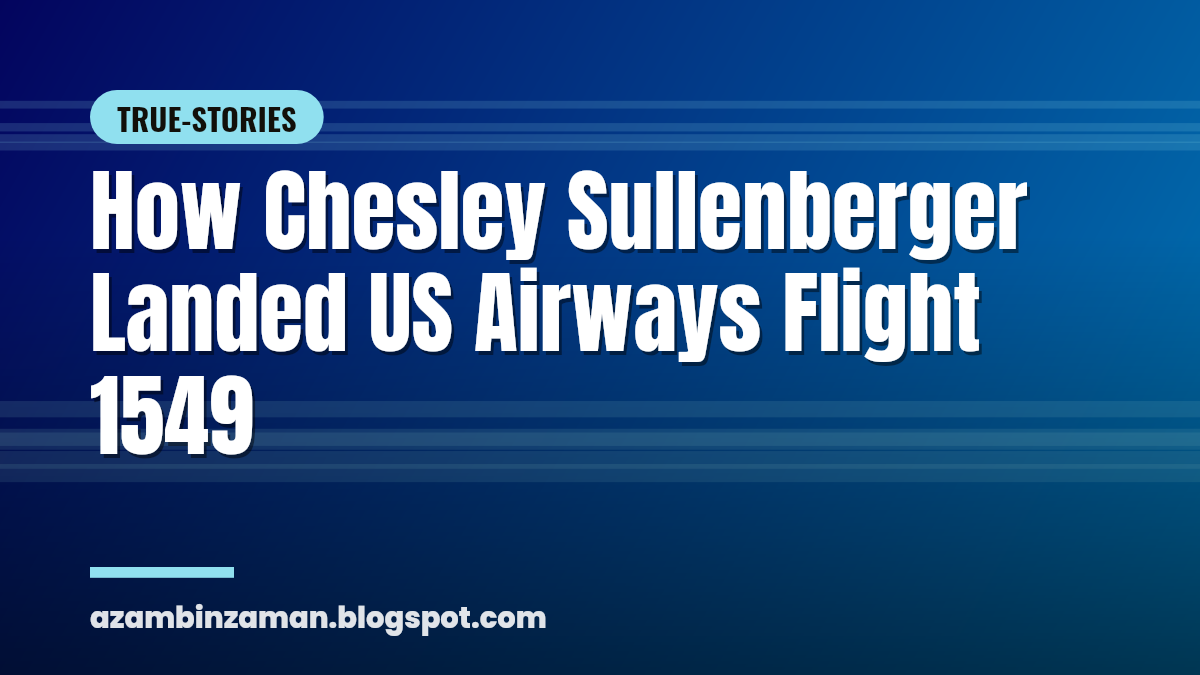 TRUE-STORIES
How Chesley Sullenberger
Landed US Airways Flight
1549
azambinzaman.blogspot.com